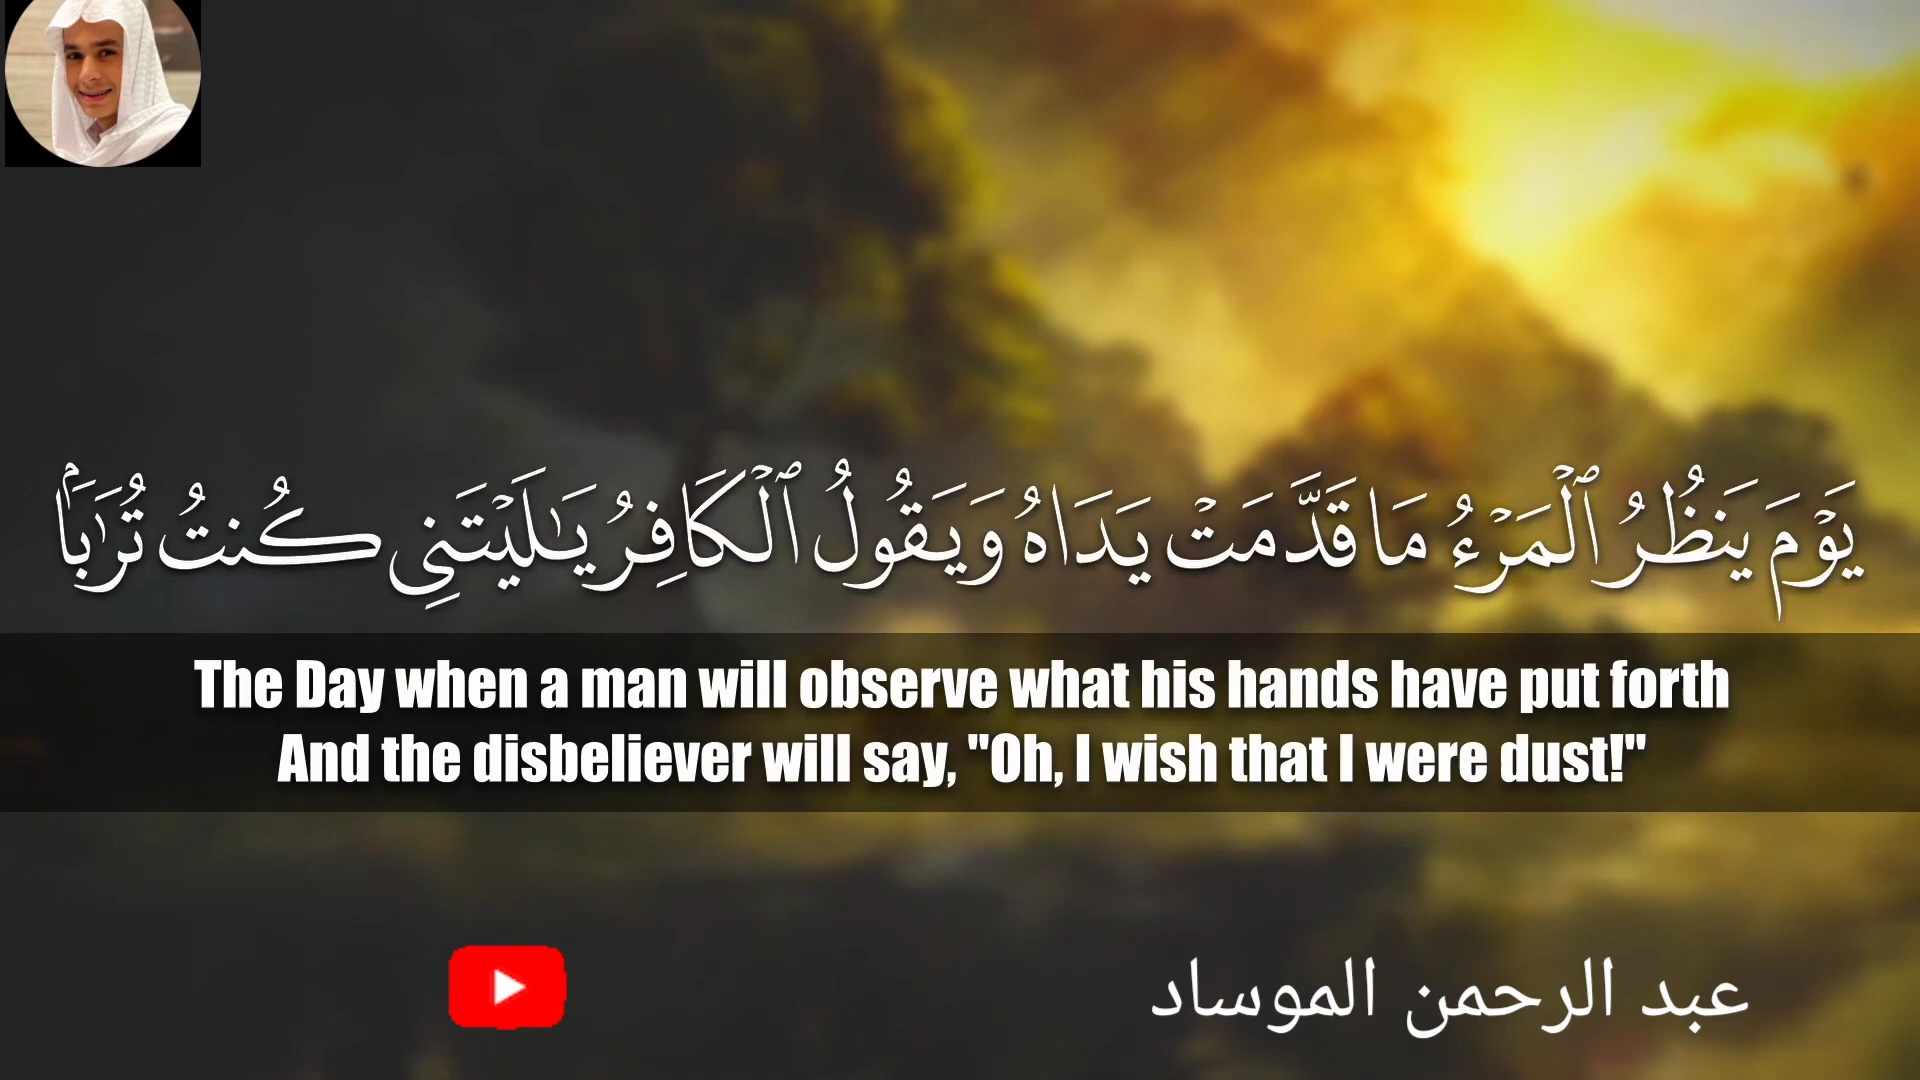 يَوْمَ يَنظُرُ ٱلْمَرْءُ مَا قَدَّمَتْ يَدَاهُ وَيَقُولُ ٱلْكَافِرُ يَٰلَيْتَنِى كُنتُ تُرَٰبَۢا
The Day when a man will observe what his hands have put forth
And the disbeliever will say, "Oh, I wish that I were dust!"
عبد الرحمن الموساد